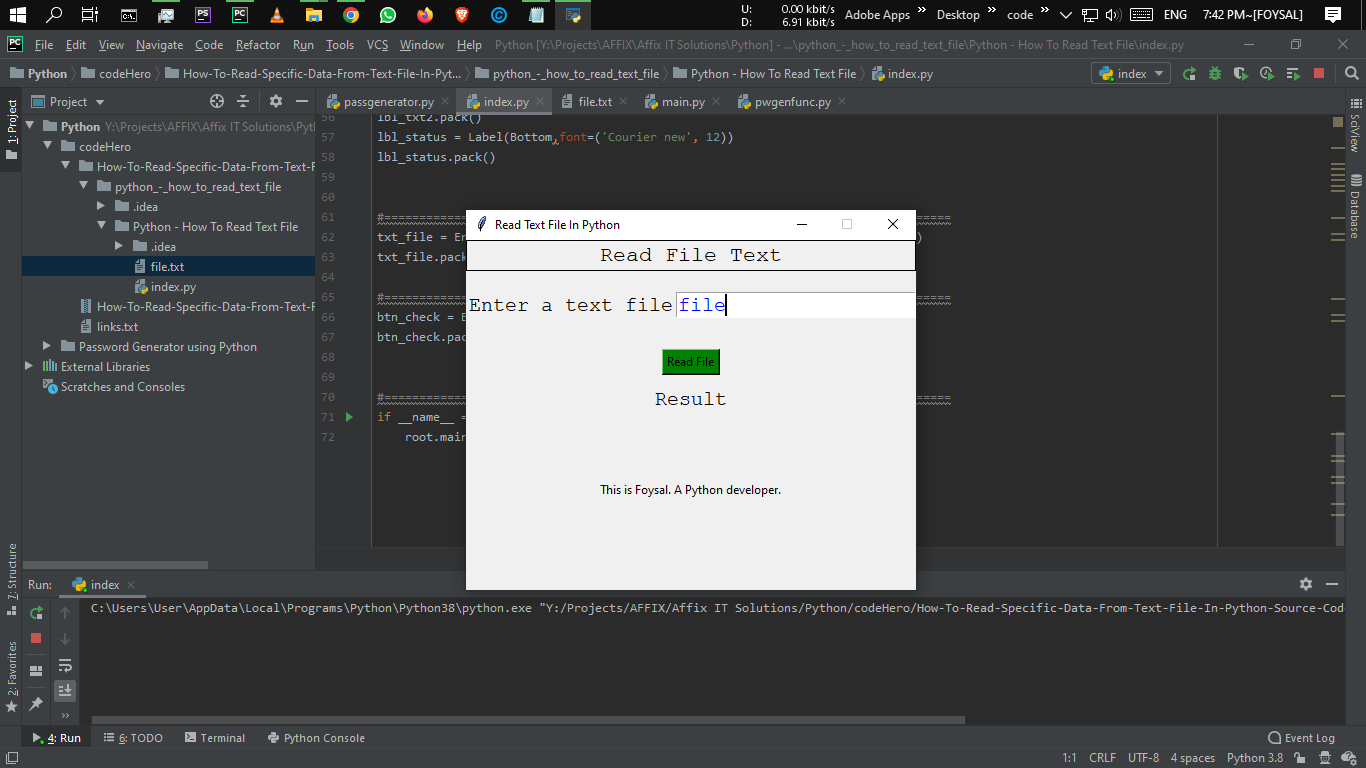 U: 0.00 kbit/s
D: 6.91 kbit/s
Adobe Apps » Desktop » code » ENG 7:42 PM~[FOYSAL]
File Edit View Navigate Code Refactor Run Tools VCS Window Help Python [Y:\Projects\AFFIX\Affix IT Solutions\Python] - ...\python_-_how_to_read_text_file\Python - How To Read Text File\index.py
Python codeHero How-To-Read-Specific-Data-From-Text-File-In-Pyt... python_-_how_to_read_text_file Python - How To Read Text File index.py index
Project passgenerator.py index.py file.txt main.py pwgenfunc.py
1: Project
Python Y:\Projects\AFFIX\Affix IT Solutions\Pyt
codeHero
How-To-Read-Specific-Data-From-Text-F
python_-_how_to_read_text_file
.idea
Python - How To Read Text File
.idea
file.txt
index.py
How-To-Read-Specific-Data-From-Text-F
links.txt
Password Generator using Python
External Libraries
Scratches and Consoles
56 lbl_txt2.pack()
57 lbl_status = Label(Bottom,font=('Courier new', 12))
58 lbl_status.pack()
59
60
61 #=
62 txt_file = En )
63 txt_file.pack
64
65 #=
66 btn_check = B
67 btn_check.pac
68
69
70 #=
71 if __name__ =
72 root.main
Read Text File In Python
Read File Text
Enter a text file file
Read File
Result
This is Foysal. A Python developer.
SciView
Database
7: Structure
2: Favorites
Run: index
C:\Users\User\AppData\Local\Programs\Python\Python38\python.exe "Y:/Projects/AFFIX/Affix IT Solutions/Python/codeHero/How-To-Read-Specific-Data-From-Text-File-In-Python-Source-Cod
4: Run 6: TODO Terminal Python Console Event Log
1:1 CRLF UTF-8 4 spaces Python 3.8